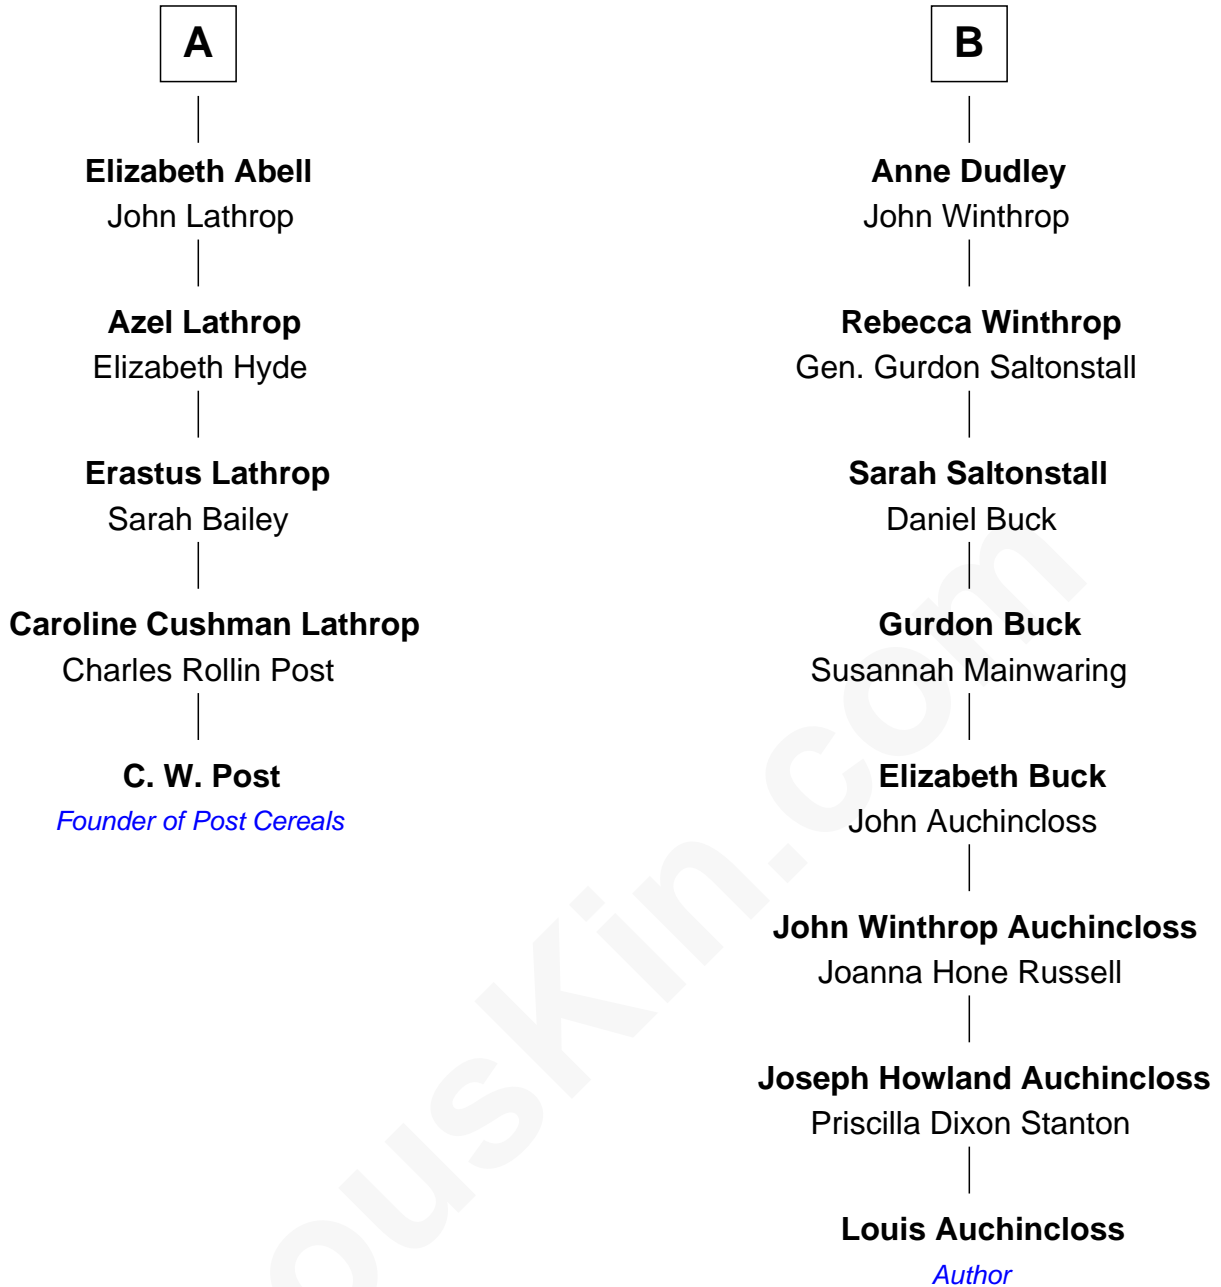 A
Elizabeth Abell
John Lathrop
Azel Lathrop
Elizabeth Hyde
Erastus Lathrop
Sarah Bailey
Caroline Cushman Lathrop
Charles Rollin Post
C. W. Post
Founder of Post Cereals
B
Anne Dudley
John Winthrop
Rebecca Winthrop
Gen. Gurdon Saltonstall
Sarah Saltonstall
Daniel Buck
Gurdon Buck
Susannah Mainwaring
Elizabeth Buck
John Auchincloss
John Winthrop Auchincloss
Joanna Hone Russell
Joseph Howland Auchincloss
Priscilla Dixon Stanton
Louis Auchincloss
Author
ousKin.com